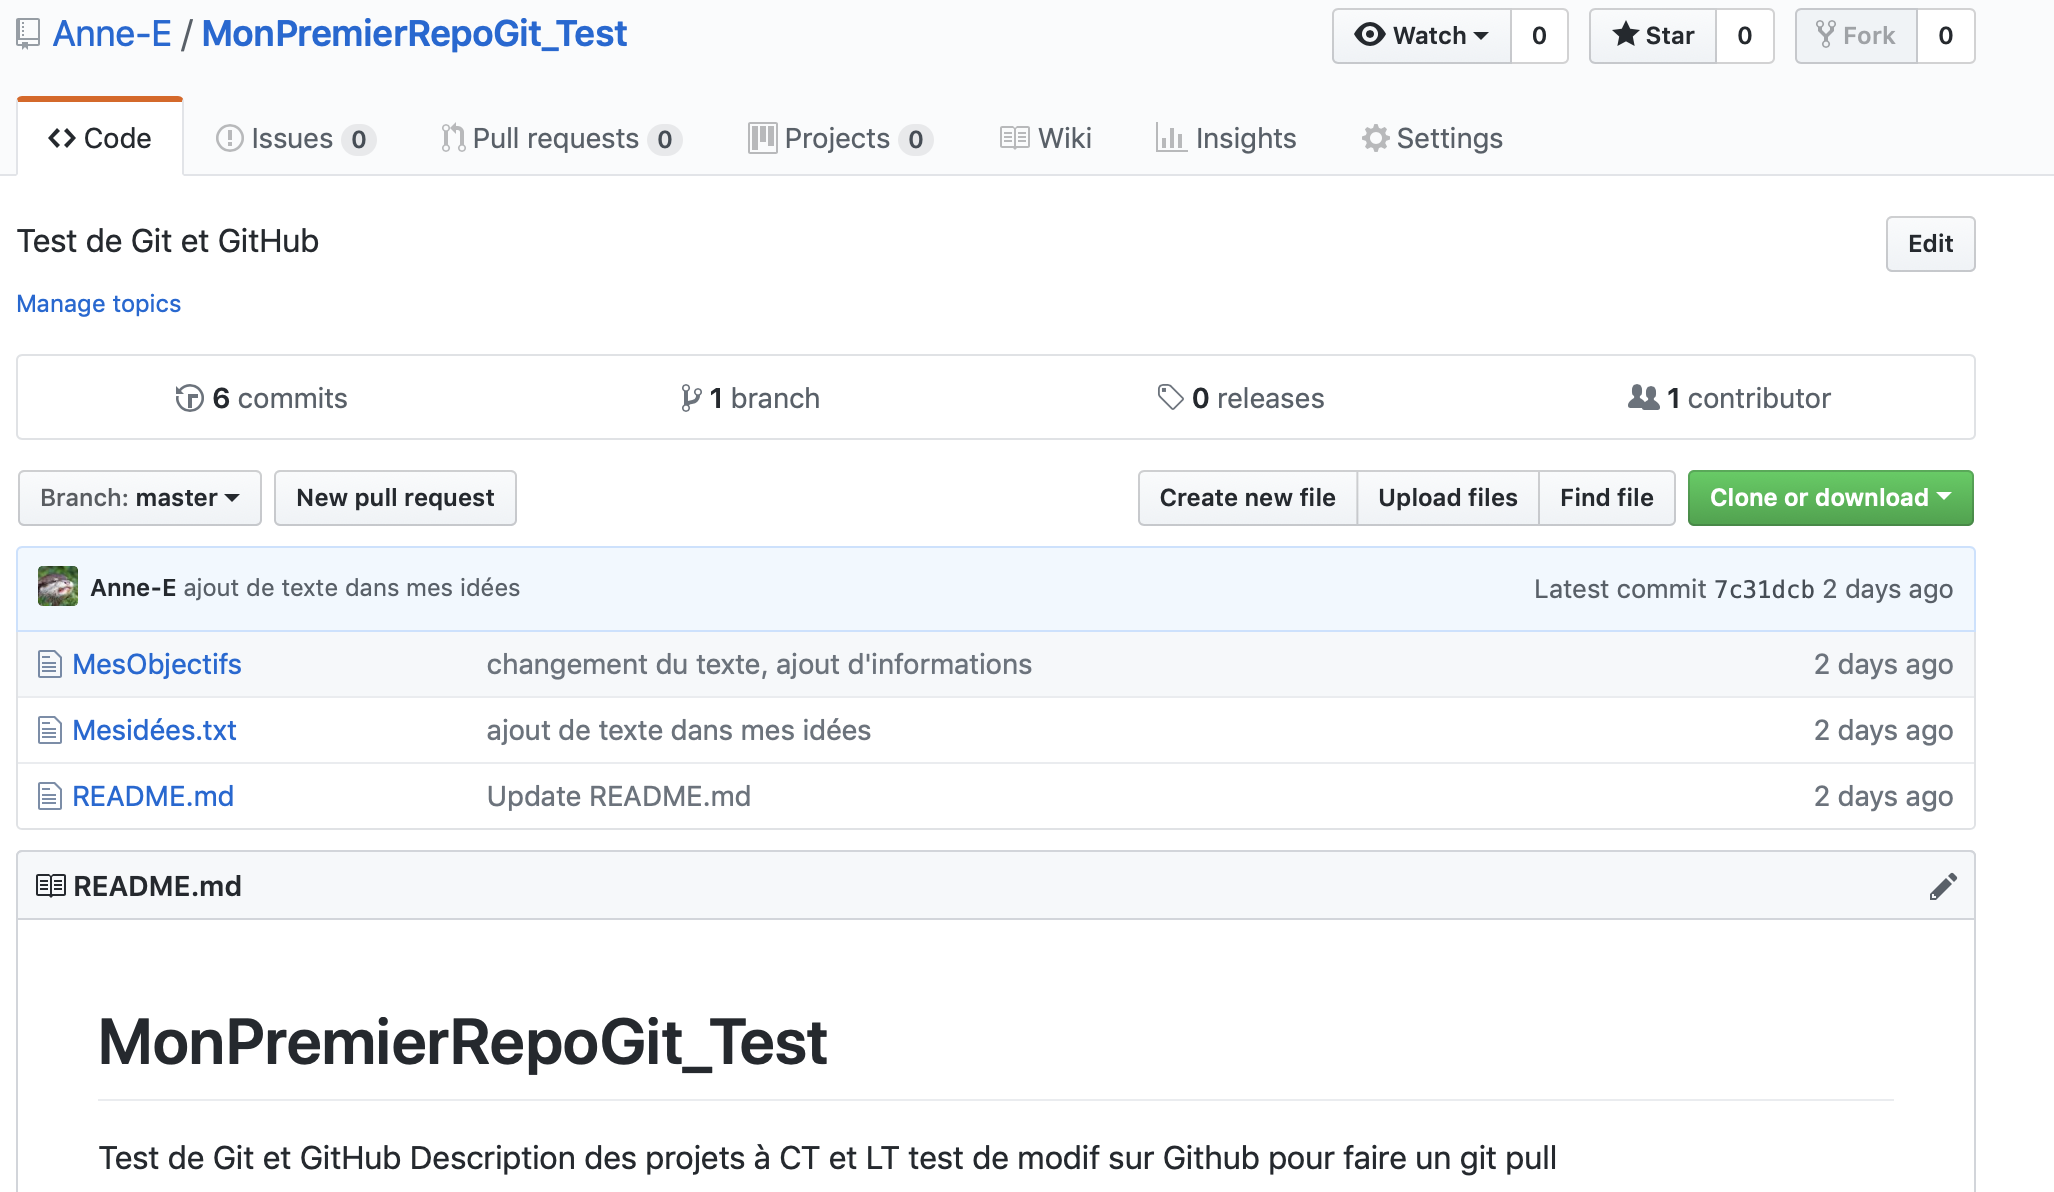 Anne-E / MonPremierRepoGit_Test
Watch 0 Star 0 Fork 0
Code Issues 0 Pull requests 0 Projects 0 Wiki Insights Settings
Test de Git et GitHub
Edit
Manage topics
6 commits 1 branch 0 releases 1 contributor
Branch: master New pull request Create new file Upload files Find file Clone or download
Anne-E ajout de texte dans mes idées Latest commit 7c31dcb 2 days ago
MesObjectifs changement du texte, ajout d'informations 2 days ago
Mesidées.txt ajout de texte dans mes idées 2 days ago
README.md Update README.md 2 days ago
README.md
MonPremierRepoGit_Test
Test de Git et GitHub Description des projets à CT et LT test de modif sur Github pour faire un git pull